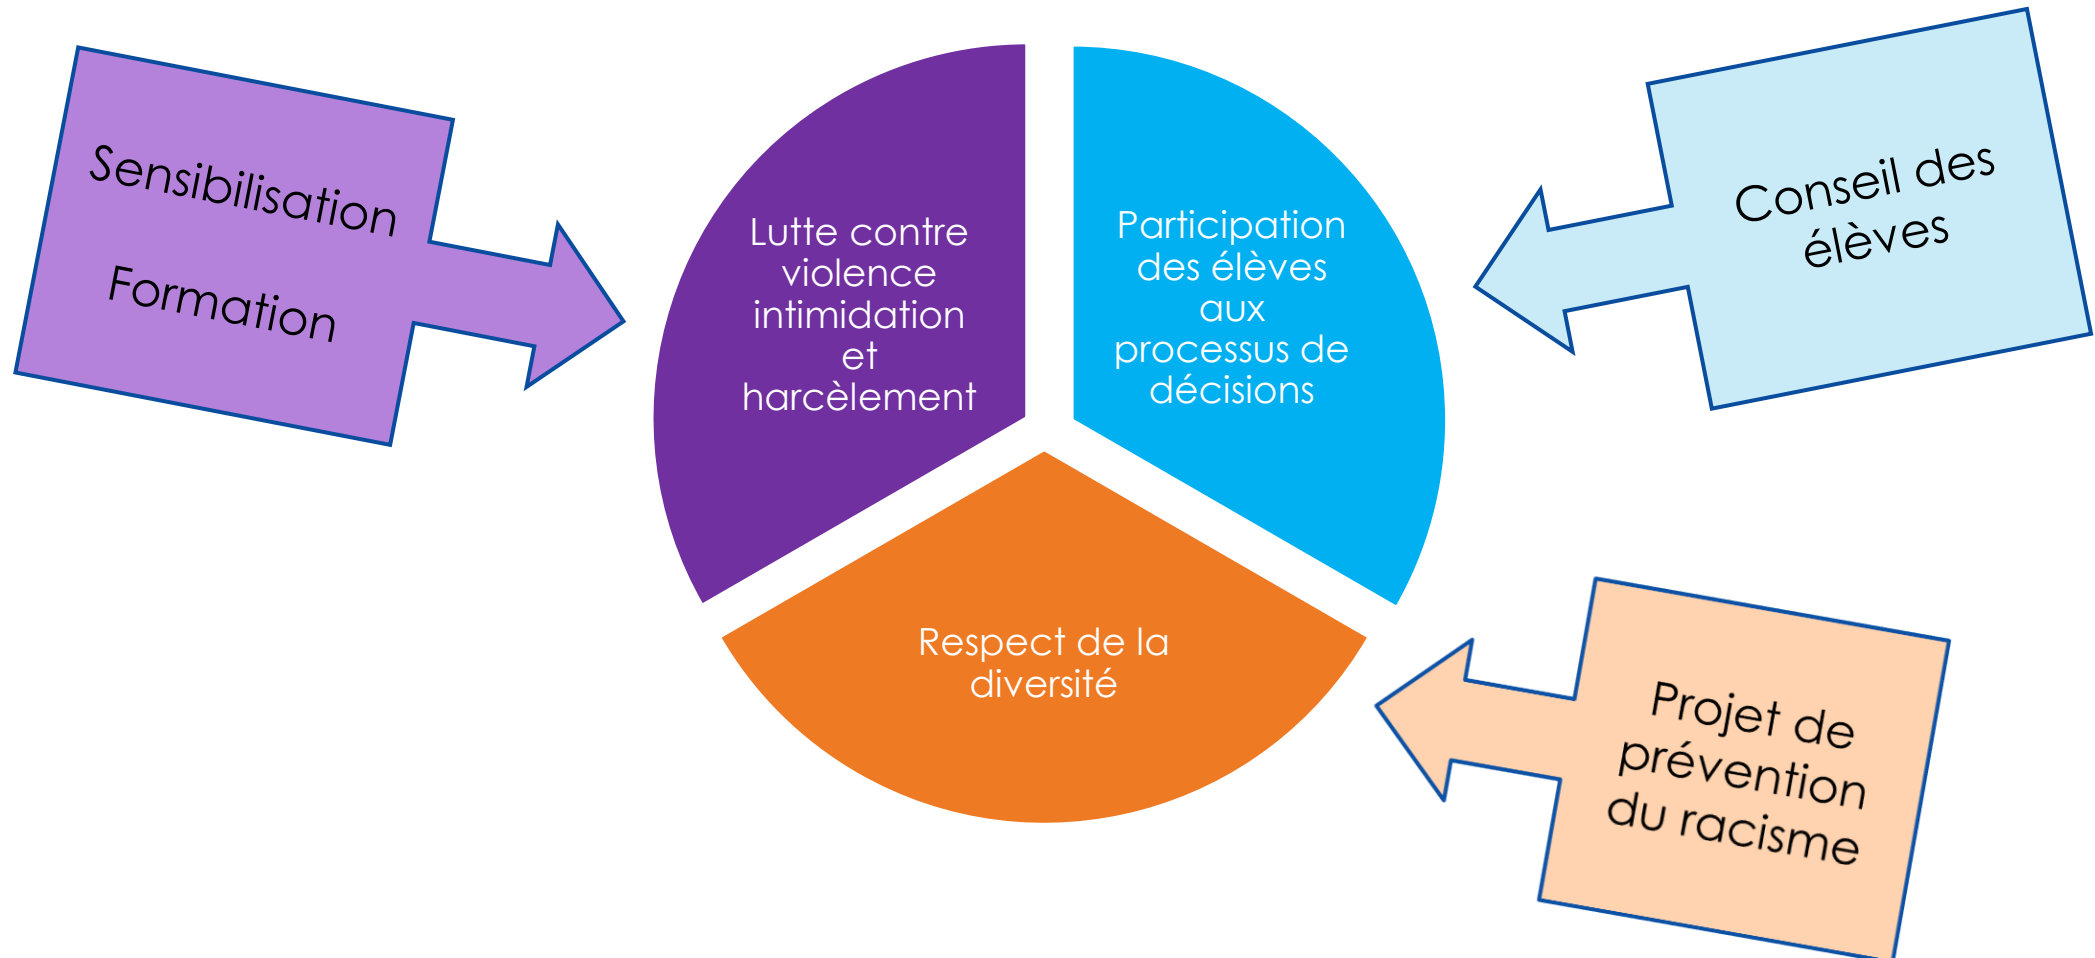 Sensibilisation
Formation
Lutte contre
violence
intimidation
et
harcèlement
Participation
des élèves
aux
processus de
décisions
Conseil des
élèves
Respect de la
diversité
Projet de
prévention
du racisme